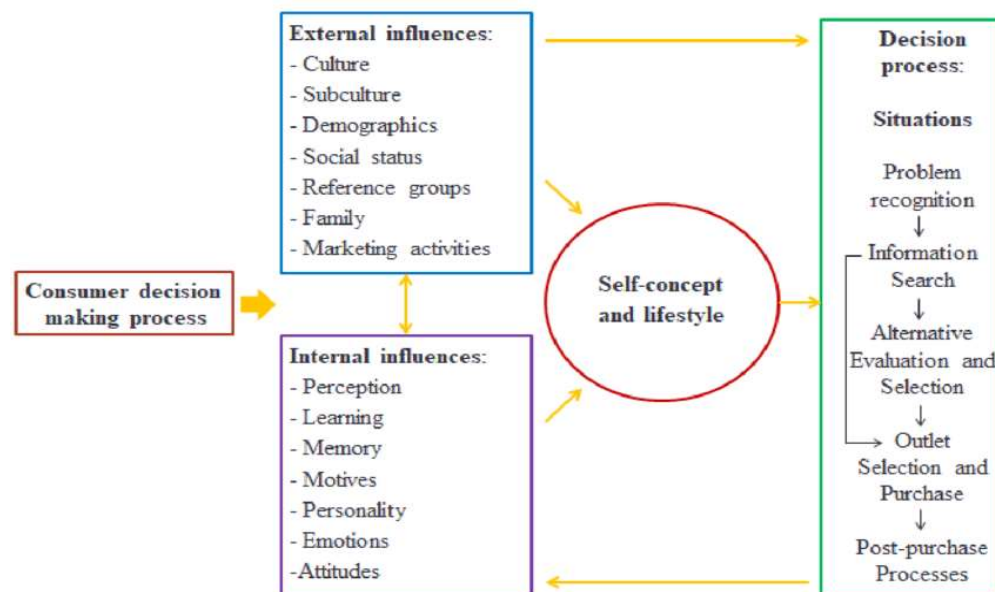 External influences:
- Culture
- Subculture
- Demographics
- Social status
- Reference groups
- Family
- Marketing activities
Consumer decision
making process
Internal influences:
- Perception
- Learning
- Memory
- Motives
- Personality
- Emotions
-Attitudes
Self-concept
and lifestyle
Decision
process:
Situations
Problem
recognition
Information
Search
Alternative
Evaluation and
Selection
Outlet
Selection and
Purchase
Post-purchase
Processes